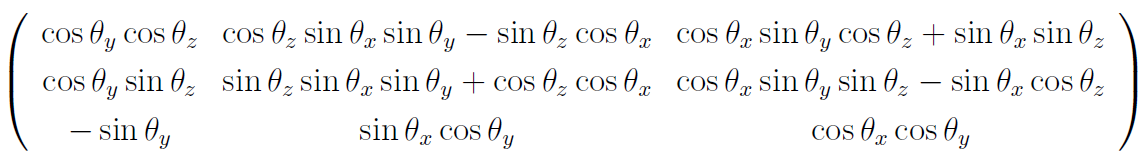 cos θ_y cos θ_z  cos θ_z sin θ_x sin θ_y − sin θ_z cos θ_x  cos θ_x sin θ_y cos θ_z + sin θ_x sin θ_z
cos θ_y sin θ_z  sin θ_z sin θ_x sin θ_y + cos θ_z cos θ_x  cos θ_x sin θ_y sin θ_z − sin θ_x cos θ_z
− sin θ_y  sin θ_x cos θ_y  cos θ_x cos θ_y